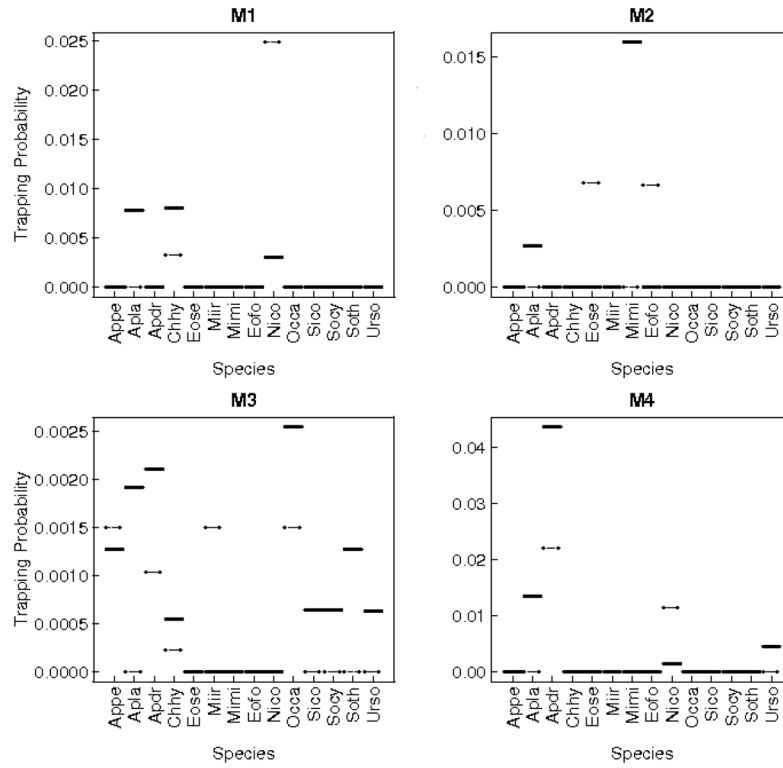 M1
Trapping Probability
0.025
0.020
0.015
0.010
0.005
0.000
Appe
Apla
Apdr
Chhy
Eose
Miir
Mimi
Eofo
Nico
Occa
Sico
Socy
Soth
Urso
Species
M2
0.015
0.010
0.005
0.000
Appe
Apla
Apdr
Chhy
Eose
Miir
Mimi
Eofo
Nico
Occa
Sico
Socy
Soth
Urso
Species
M3
Trapping Probability
0.0025
0.0020
0.0015
0.0010
0.0005
0.0000
Appe
Apla
Apdr
Chhy
Eose
Miir
Mimi
Eofo
Nico
Occa
Sico
Socy
Soth
Urso
Species
M4
0.04
0.03
0.02
0.01
0.00
Appe
Apla
Apdr
Chhy
Eose
Miir
Mimi
Eofo
Nico
Occa
Sico
Socy
Soth
Urso
Species